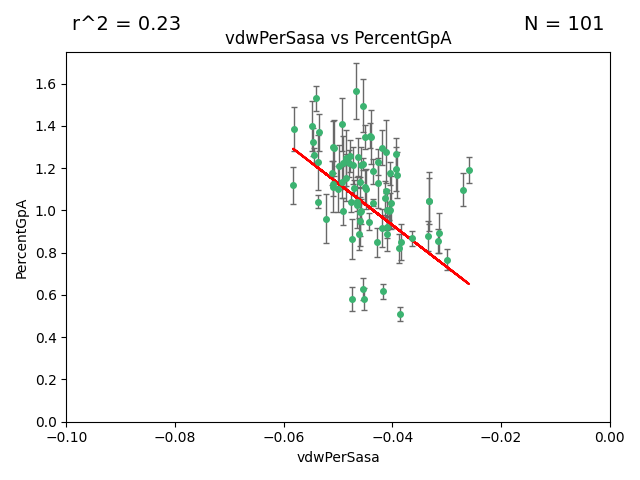 r^2 = 0.23 N = 101
vdwPerSasa vs PercentGpA
1.6
1.4
1.2
1.0
0.8
0.6
0.4
0.2
0.0
PercentGpA
−0.10 −0.08 −0.06 −0.04 −0.02 0.00
vdwPerSasa